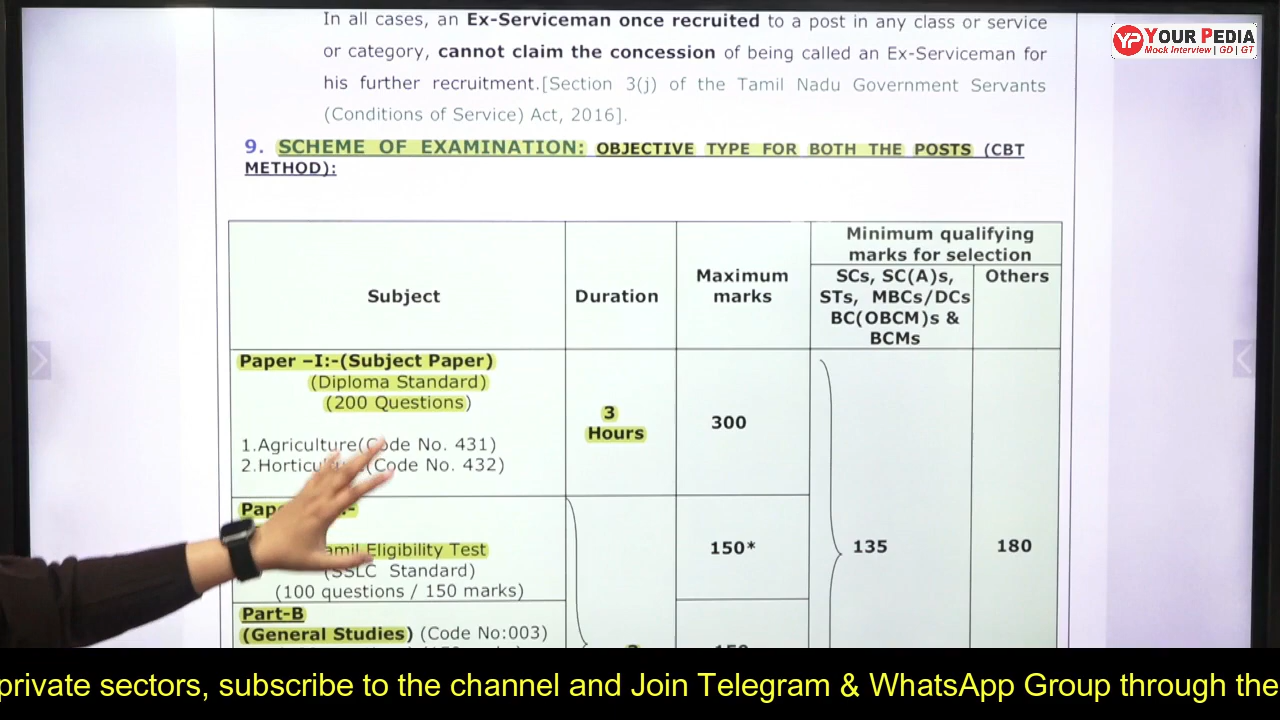 In all cases, an Ex-Serviceman once recruited to a post in any class or service
or category, cannot claim the concession of being called an Ex-Serviceman for
his further recruitment.[Section 3(j) of the Tamil Nadu Government Servants
(Conditions of Service) Act, 2016].
YP YOUR PEDIA
Mock Interview | GD | GT
9. SCHEME OF EXAMINATION: OBJECTIVE TYPE FOR BOTH THE POSTS (CBT
METHOD):
Subject
Duration
Maximum
marks
Minimum qualifying
marks for selection
SCs, SC(A)s,
STs, MBCs/DCs
BC(OBCM)s &
BCMs
Others
Paper –I:-(Subject Paper)
(Diploma Standard)
(200 Questions)
1.Agriculture(Code No. 431)
2.Horticulture(Code No. 432)
3
Hours
300
Eligibility Test
(SSLC Standard)
(100 questions / 150 marks)
150*
135
180
Part-B
(General Studies) (Code No:003)
private sectors, subscribe to the channel and Join Telegram & WhatsApp Group through the